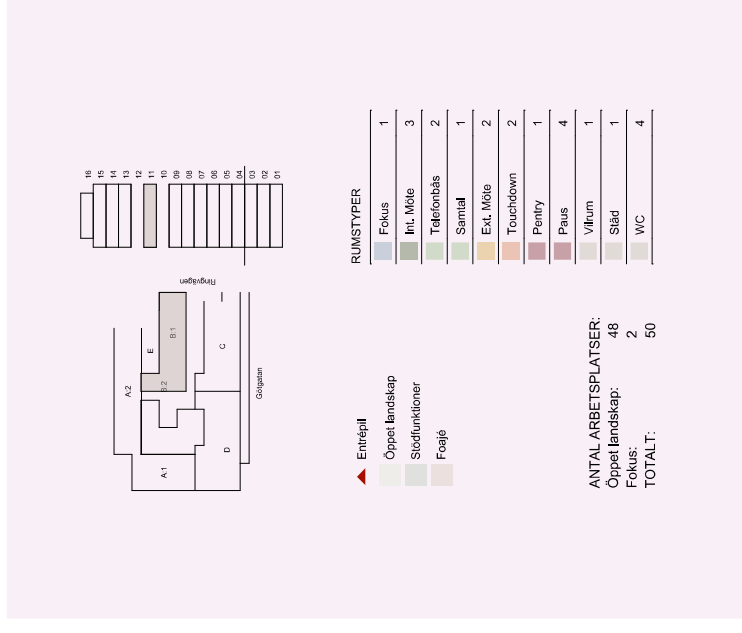 16
15
14
13
12
11
10
09
08
07
06
05
04
03
02
01
Ringvägen
A:2
E
B:1
B:2
C
A:1
D
Götgatan
RUMSTYPER
Fokus 1
Int. Möte 3
Telefonbås 2
Samtal 1
Ext. Möte 2
Touchdown 2
Pentry 1
Paus 4
Vilrum 1
Städ 1
WC 4
Entrépil
Öppet landskap
Stödfunktioner
Foajé
ANTAL ARBETSPLATSER:
Öppet landskap: 48
Fokus: 2
TOTALT: 50